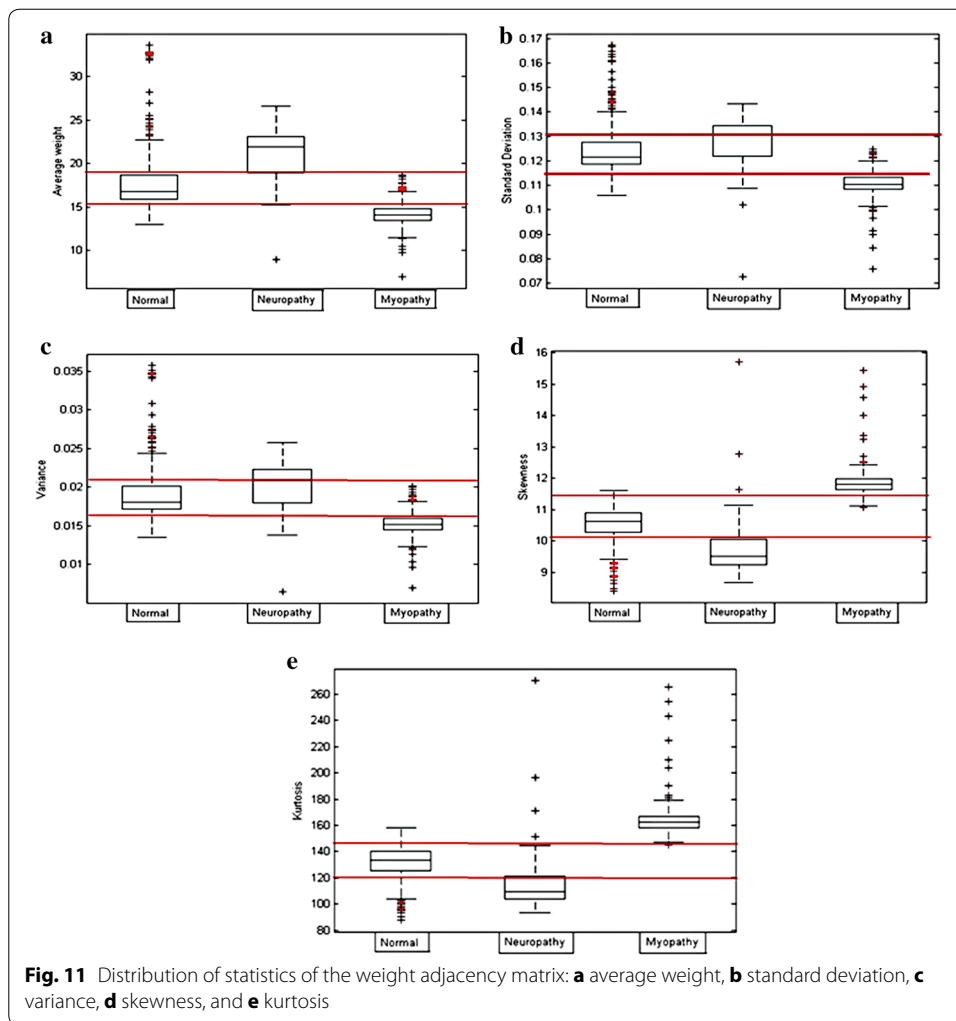 a
30
25
20
15
10
Average weight
Normal
Neuropathy
Myopathy
b
0.17
0.16
0.15
0.14
0.13
0.12
0.11
0.1
0.09
0.08
0.07
Standard Deviation
Normal
Neuropathy
Myopathy
c
0.035
0.03
0.025
0.02
0.015
0.01
Variance
Normal
Neuropathy
Myopathy
d
16
15
14
13
12
11
10
9
Skewness
Normal
Neuropathy
Myopathy
e
260
240
220
200
180
160
140
120
100
80
Kurtosis
Normal
Neuropathy
Myopathy
Fig. 11 Distribution of statistics of the weight adjacency matrix: a average weight, b standard deviation, c
variance, d skewness, and e kurtosis